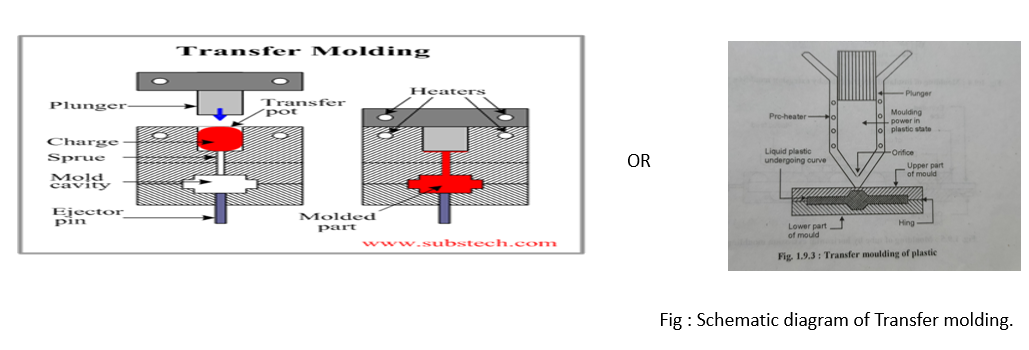 Transfer Molding
Plunger
Transfer
pot
Charge
Sprue
Mold
cavity
Ejector
pin
Heaters
Molded
part
www.substech.com
OR
Plunger
Pre-heater
Moulding
power in
plastic state
Orifice
Liquid plastic
undergoing curve
Upper part
of mould
Lower part
of mould
Hing
Fig. 1.9.3 : Transfer moulding of plastic
Fig : Schematic diagram of Transfer molding.